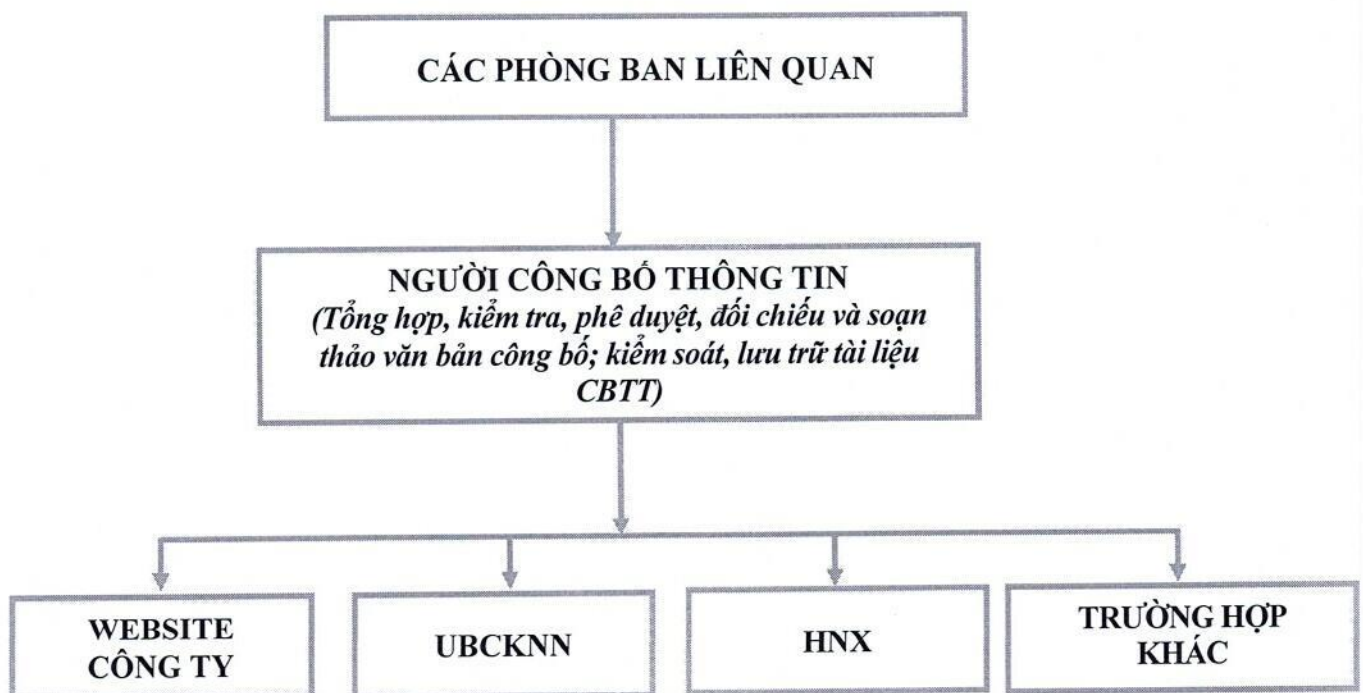 CÁC PHÒNG BAN LIÊN QUAN
NGƯỜI CÔNG BỐ THÔNG TIN
(Tổng hợp, kiểm tra, phê duyệt, đối chiếu và soạn
thảo văn bản công bố; kiểm soát, lưu trữ tài liệu
CBTT)
WEBSITE
CÔNG TY
UBCKNN
HNX
TRƯỜNG HỢP
KHÁC